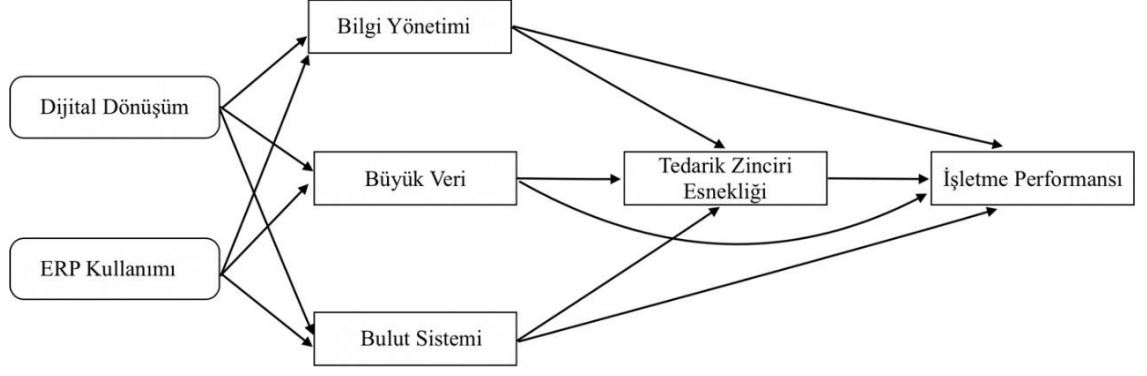 Bilgi Yönetimi
Dijital Dönüşüm
Büyük Veri
Tedarik Zinciri
Esnekliği
İşletme Performansı
ERP Kullanımı
Bulut Sistemi